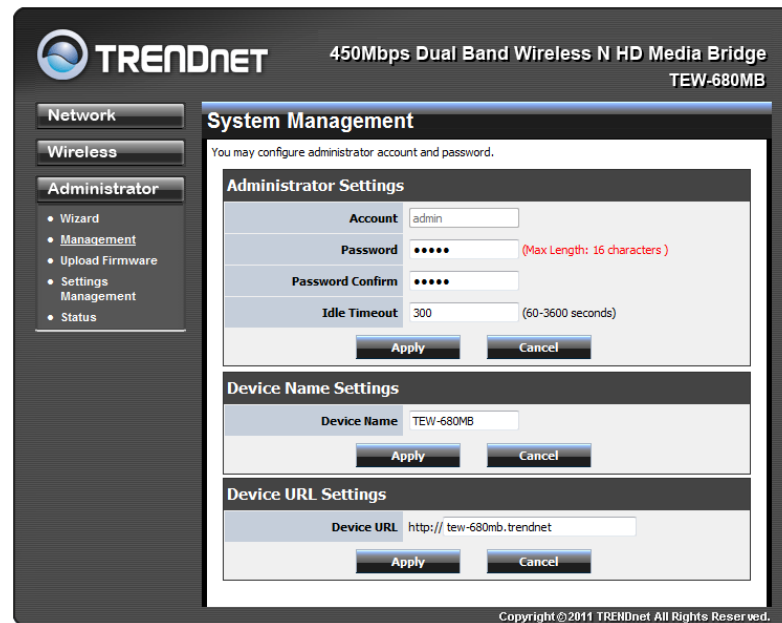 TRENDNET
450Mbps Dual Band Wireless N HD Media Bridge
TEW-680MB
Network
Wireless
Administrator
Wizard
Management
Upload Firmware
Settings
Management
Status
System Management
You may configure administrator account and password.
Administrator Settings
Account admin
Password ••••• (Max Length: 16 characters )
Password Confirm •••••
Idle Timeout 300 (60-3600 seconds)
Apply Cancel
Device Name Settings
Device Name TEW-680MB
Apply Cancel
Device URL Settings
Device URL http:// tew-680mb.trendnet
Apply Cancel
Copyright©2011 TRENDnet All Rights Reserved.